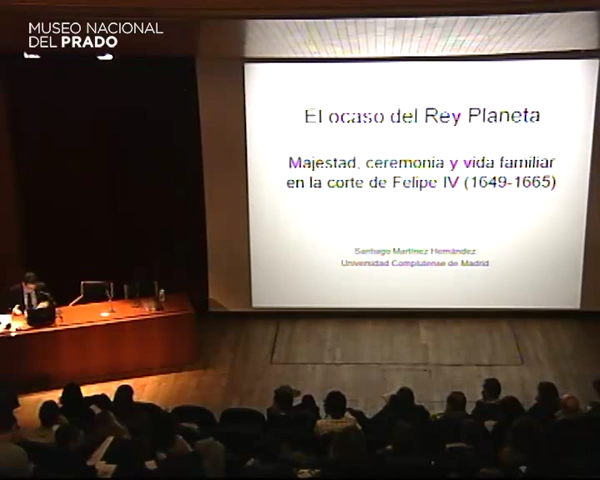 MUSEO NACIONAL
DEL PRADO
El ocaso del Rey Planeta
Majestad, ceremonia y vida familiar
en la corte de Felipe IV (1649-1665)
Santiago Martínez Hernández
Universidad Complutense de Madrid